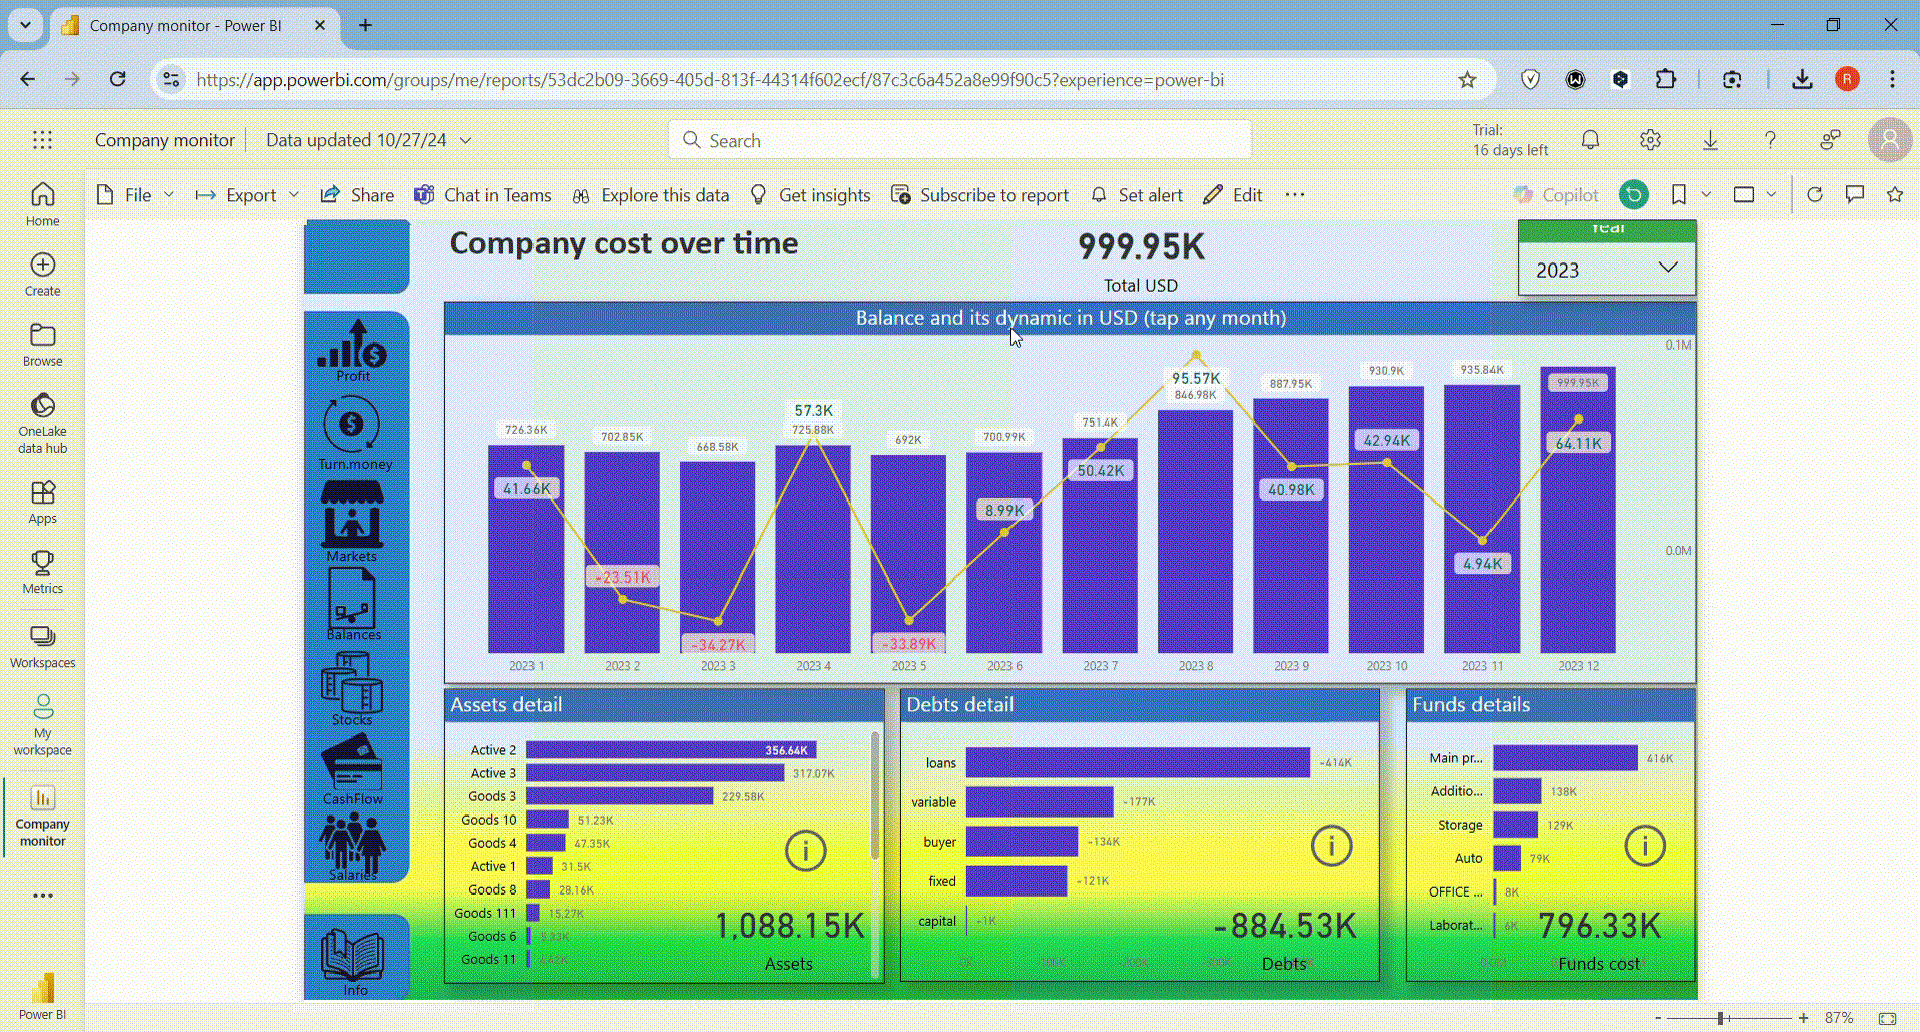 Company monitor - Power BI
https://app.powerbi.com/groups/me/reports/53dc2b09-3669-405d-813f-44314f602ecf/87c3c6a452a8e99f90c5?experience=power-bi
R
Company monitor
Data updated 10/27/24
Search
Trial:
16 days left
File
Export
Share
Chat in Teams
Explore this data
Get insights
Subscribe to report
Set alert
Edit
Copilot
Home
Create
Browse
OneLake
data hub
Apps
Metrics
Workspaces
My
workspace
Company
monitor
Power BI
Profit
Turn.money
Markets
Balances
Stocks
CashFlow
Salaries
Info
Company cost over time
999.95K
Total USD
Year
2023
Balance and its dynamic in USD (tap any month)
0.1M
0.0M
726.36K
702.85K
668.58K
725.88K
692K
700.99K
751.4K
846.98K
887.95K
930.9K
935.84K
999.95K
41.66K
-23.51K
-34.27K
57.3K
-33.89K
8.99K
50.42K
95.57K
40.98K
42.94K
4.94K
64.11K
2023 1
2023 2
2023 3
2023 4
2023 5
2023 6
2023 7
2023 8
2023 9
2023 10
2023 11
2023 12
Assets detail
Active 2 356.64K
Active 3 317.07K
Goods 3 229.58K
Goods 10 51.23K
Goods 4 47.35K
Active 1 31.5K
Goods 8 28.16K
Goods 111 15.27K
Goods 6
Goods 11
1,088.15K
Assets
Debts detail
loans -414K
variable -177K
buyer -134K
fixed -121K
capital -1K
-884.53K
Debts
Funds details
Main pr... 416K
Additio... 138K
Storage 129K
Auto 79K
OFFICE ... 8K
Laborat... 6K
796.33K
Funds cost
87%